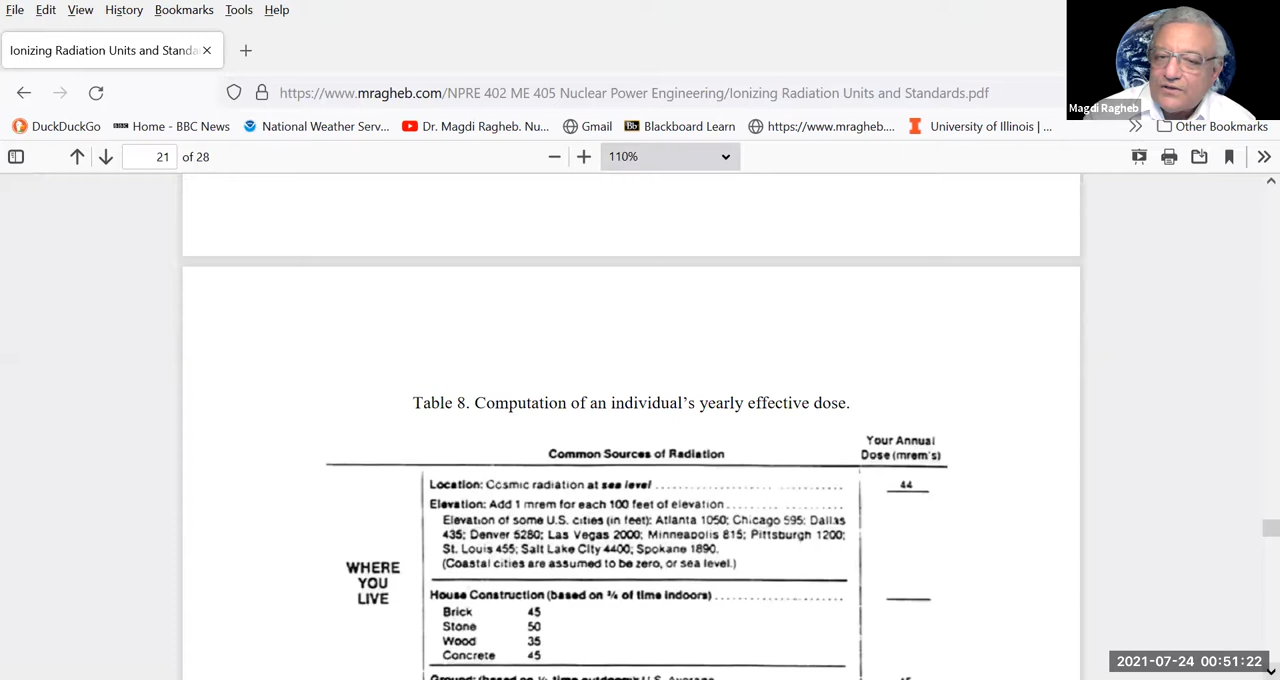 File Edit View History Bookmarks Tools Help
Ionizing Radiation Units and Standa
https://www.mragheb.com/NPRE 402 ME 405 Nuclear Power Engineering/Ionizing Radiation Units and Standards.pdf
Magdi Ragheb
DuckDuckGo Home - BBC News National Weather Serv... Dr. Magdi Ragheb. Nu... Gmail Blackboard Learn https://www.mragheb.... University of Illinois |... Other Bookmarks
21 of 28 110%
Table 8. Computation of an individual's yearly effective dose.
Common Sources of Radiation
Your Annual
Dose (mrem's)
Location: Cosmic radiation at sea level 44
Elevation: Add 1 mrem for each 100 feet of elevation
Elevation of some U.S. cities (in feet): Atlanta 1050; Chicago 595; Dallas
435; Denver 5280; Las Vegas 2000; Minneapolis 815; Pittsburgh 1200;
St. Louis 455; Salt Lake City 4400; Spokane 1890.
(Coastal cities are assumed to be zero, or sea level.)
WHERE
YOU
LIVE
House Construction (based on ¾ of time indoors)
Brick 45
Stone 50
Wood 35
Concrete 45
2021-07-24 00:51:22